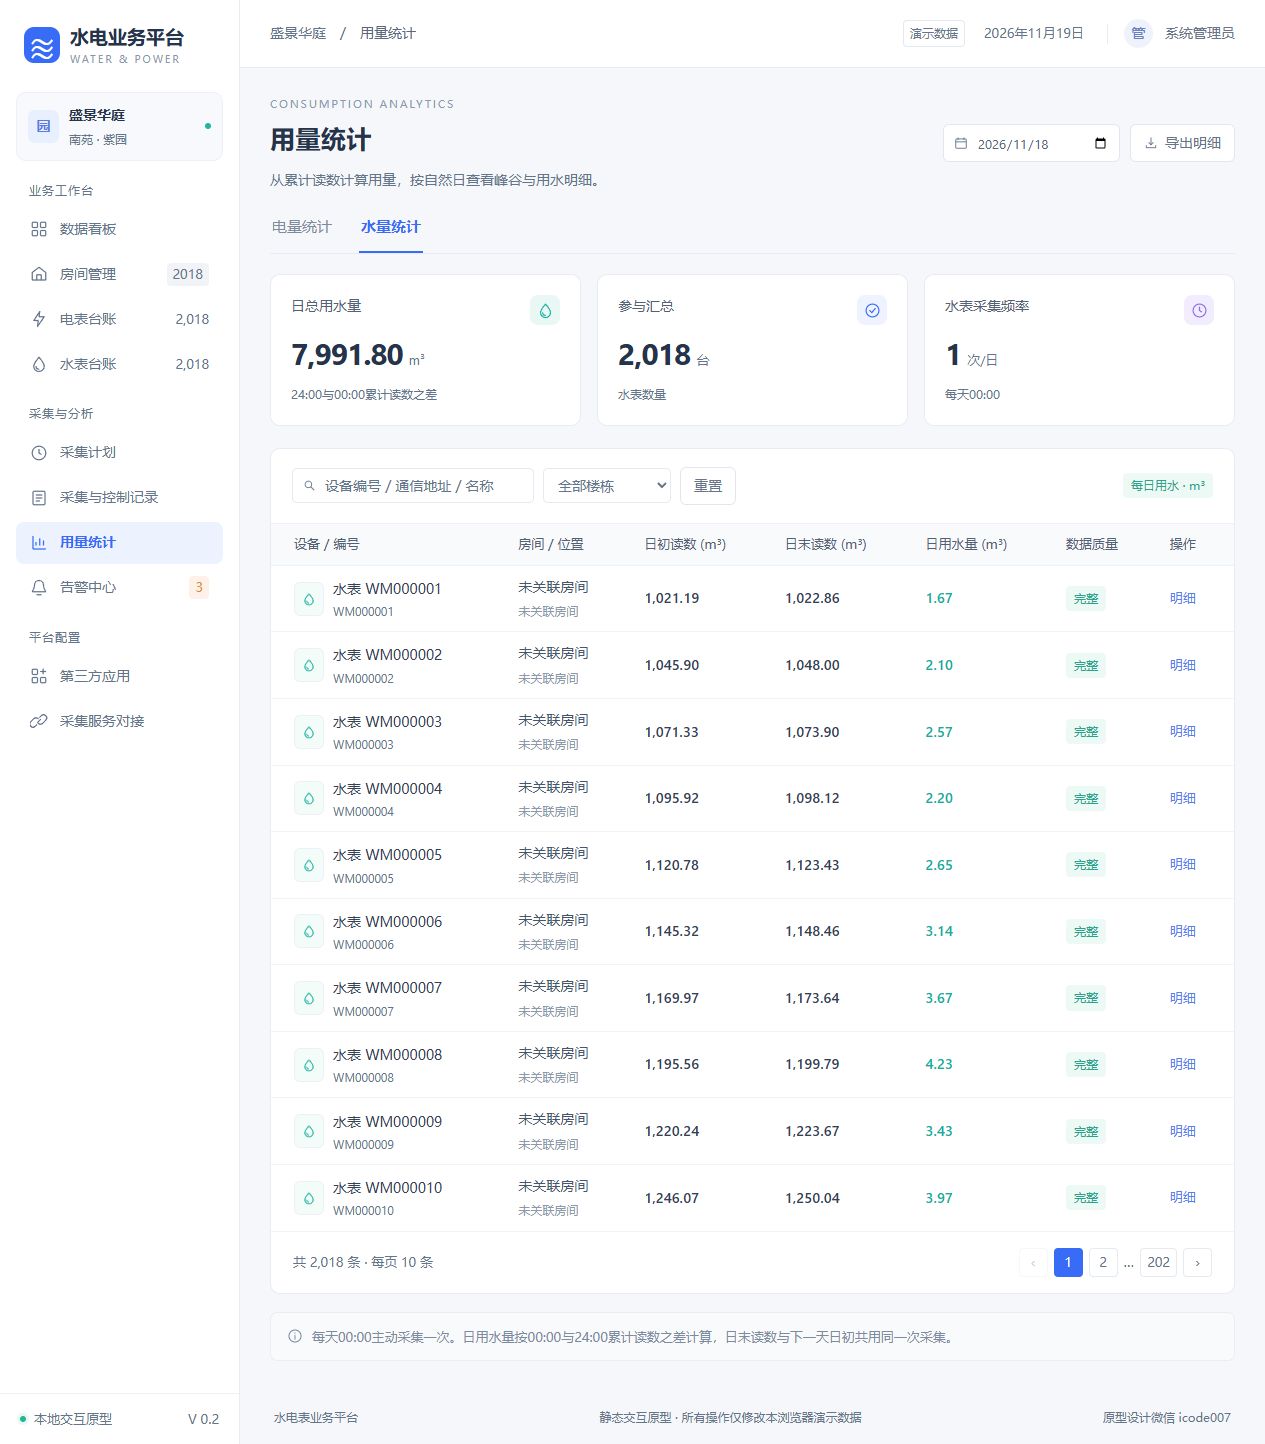 水电业务平台
WATER & POWER
园
盛景华庭
南苑 · 紫园
业务工作台
数据看板
房间管理 2018
电表台账 2,018
水表台账 2,018
采集与分析
采集计划
采集与控制记录
用量统计
告警中心 3
平台配置
第三方应用
采集服务对接
本地交互原型 V 0.2
盛景华庭 / 用量统计
演示数据 2026年11月19日 管 系统管理员
CONSUMPTION ANALYTICS
用量统计
从累计读数计算用量，按自然日查看峰谷与用水明细。
2026/11/18 导出明细
电量统计 水量统计
日总用水量
7,991.80 m³
24:00与00:00累计读数之差
参与汇总
2,018 台
水表数量
水表采集频率
1 次/日
每天00:00
设备编号 / 通信地址 / 名称 全部楼栋 重置 每日用水 · m³
设备 / 编号 房间 / 位置 日初读数 (m³) 日末读数 (m³) 日用水量 (m³) 数据质量 操作
水表 WM000001 未关联房间 1,021.19 1,022.86 1.67 完整 明细
WM000001 未关联房间
水表 WM000002 未关联房间 1,045.90 1,048.00 2.10 完整 明细
WM000002 未关联房间
水表 WM000003 未关联房间 1,071.33 1,073.90 2.57 完整 明细
WM000003 未关联房间
水表 WM000004 未关联房间 1,095.92 1,098.12 2.20 完整 明细
WM000004 未关联房间
水表 WM000005 未关联房间 1,120.78 1,123.43 2.65 完整 明细
WM000005 未关联房间
水表 WM000006 未关联房间 1,145.32 1,148.46 3.14 完整 明细
WM000006 未关联房间
水表 WM000007 未关联房间 1,169.97 1,173.64 3.67 完整 明细
WM000007 未关联房间
水表 WM000008 未关联房间 1,195.56 1,199.79 4.23 完整 明细
WM000008 未关联房间
水表 WM000009 未关联房间 1,220.24 1,223.67 3.43 完整 明细
WM000009 未关联房间
水表 WM000010 未关联房间 1,246.07 1,250.04 3.97 完整 明细
WM000010 未关联房间
共 2,018 条 · 每页 10 条 ‹ 1 2 … 202 ›
每天00:00主动采集一次。日用水量按00:00与24:00累计读数之差计算，日末读数与下一天日初共用同一次采集。
水电表业务平台 静态交互原型 · 所有操作仅修改本浏览器演示数据 原型设计微信 icode007